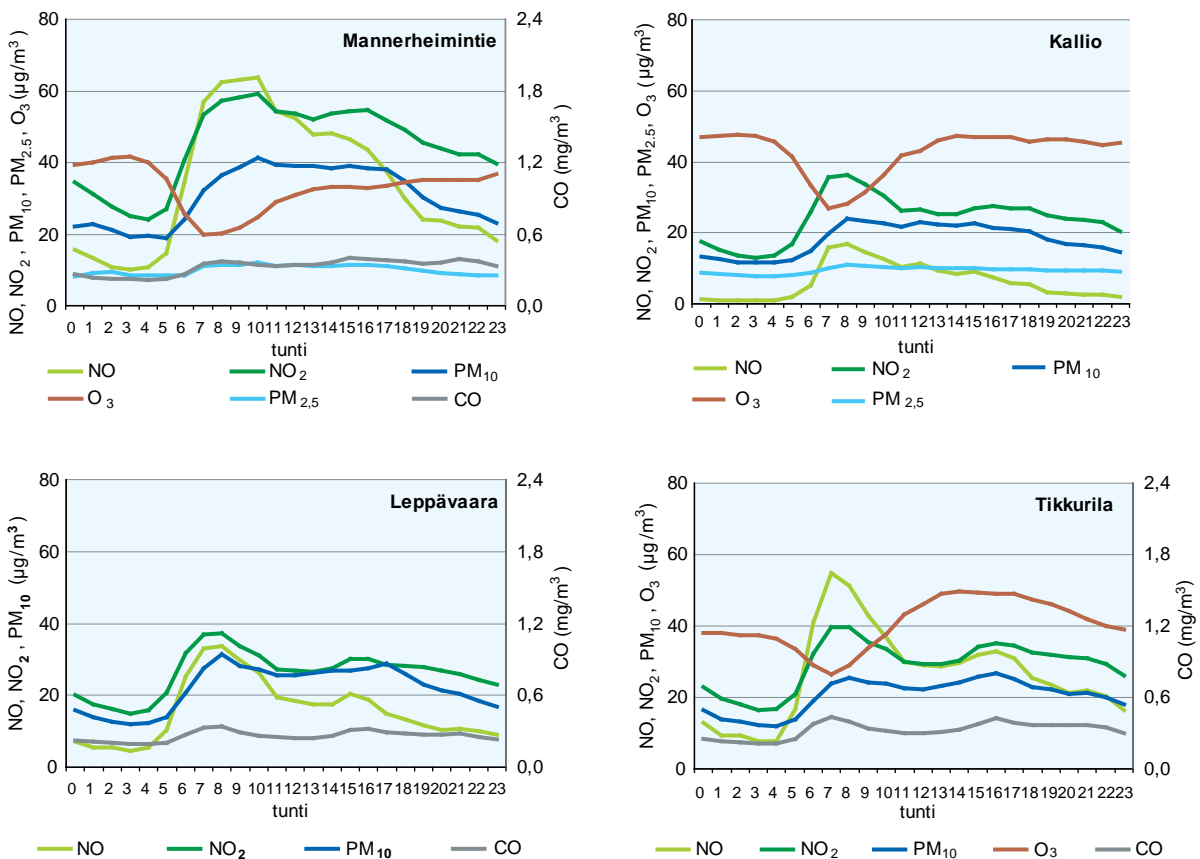 Mannerheimintie
NO, NO2, PM10, PM2.5, O3 (µg/m³)
80
60
40
20
0
2,4
1,8
1,2
0,6
0,0
CO (mg/m³)
0 1 2 3 4 5 6 7 8 9 10 11 12 13 14 15 16 17 18 19 20 21 22 23
tunti
NO NO2 PM10
O3 PM2,5 CO
Kallio
NO, NO2, PM10, PM2.5, O3 (µg/m³)
80
60
40
20
0
0 1 2 3 4 5 6 7 8 9 10 11 12 13 14 15 16 17 18 19 20 21 22 23
tunti
NO NO2 PM10
O3 PM2,5
Leppävaara
NO, NO2, PM10 (µg/m³)
80
60
40
20
0
2,4
1,8
1,2
0,6
0,0
CO (mg/m³)
0 1 2 3 4 5 6 7 8 9 10 11 12 13 14 15 16 17 18 19 20 21 22 23
tunti
NO NO2 PM10 CO
Tikkurila
NO, NO2, PM10, O3 (µg/m³)
80
60
40
20
0
2,4
1,8
1,2
0,6
0,0
CO (mg/m³)
0 1 2 3 4 5 6 7 8 9 10 11 12 13 14 15 16 17 18 19 20 21 22 23
tunti
NO NO2 PM10 O3 CO